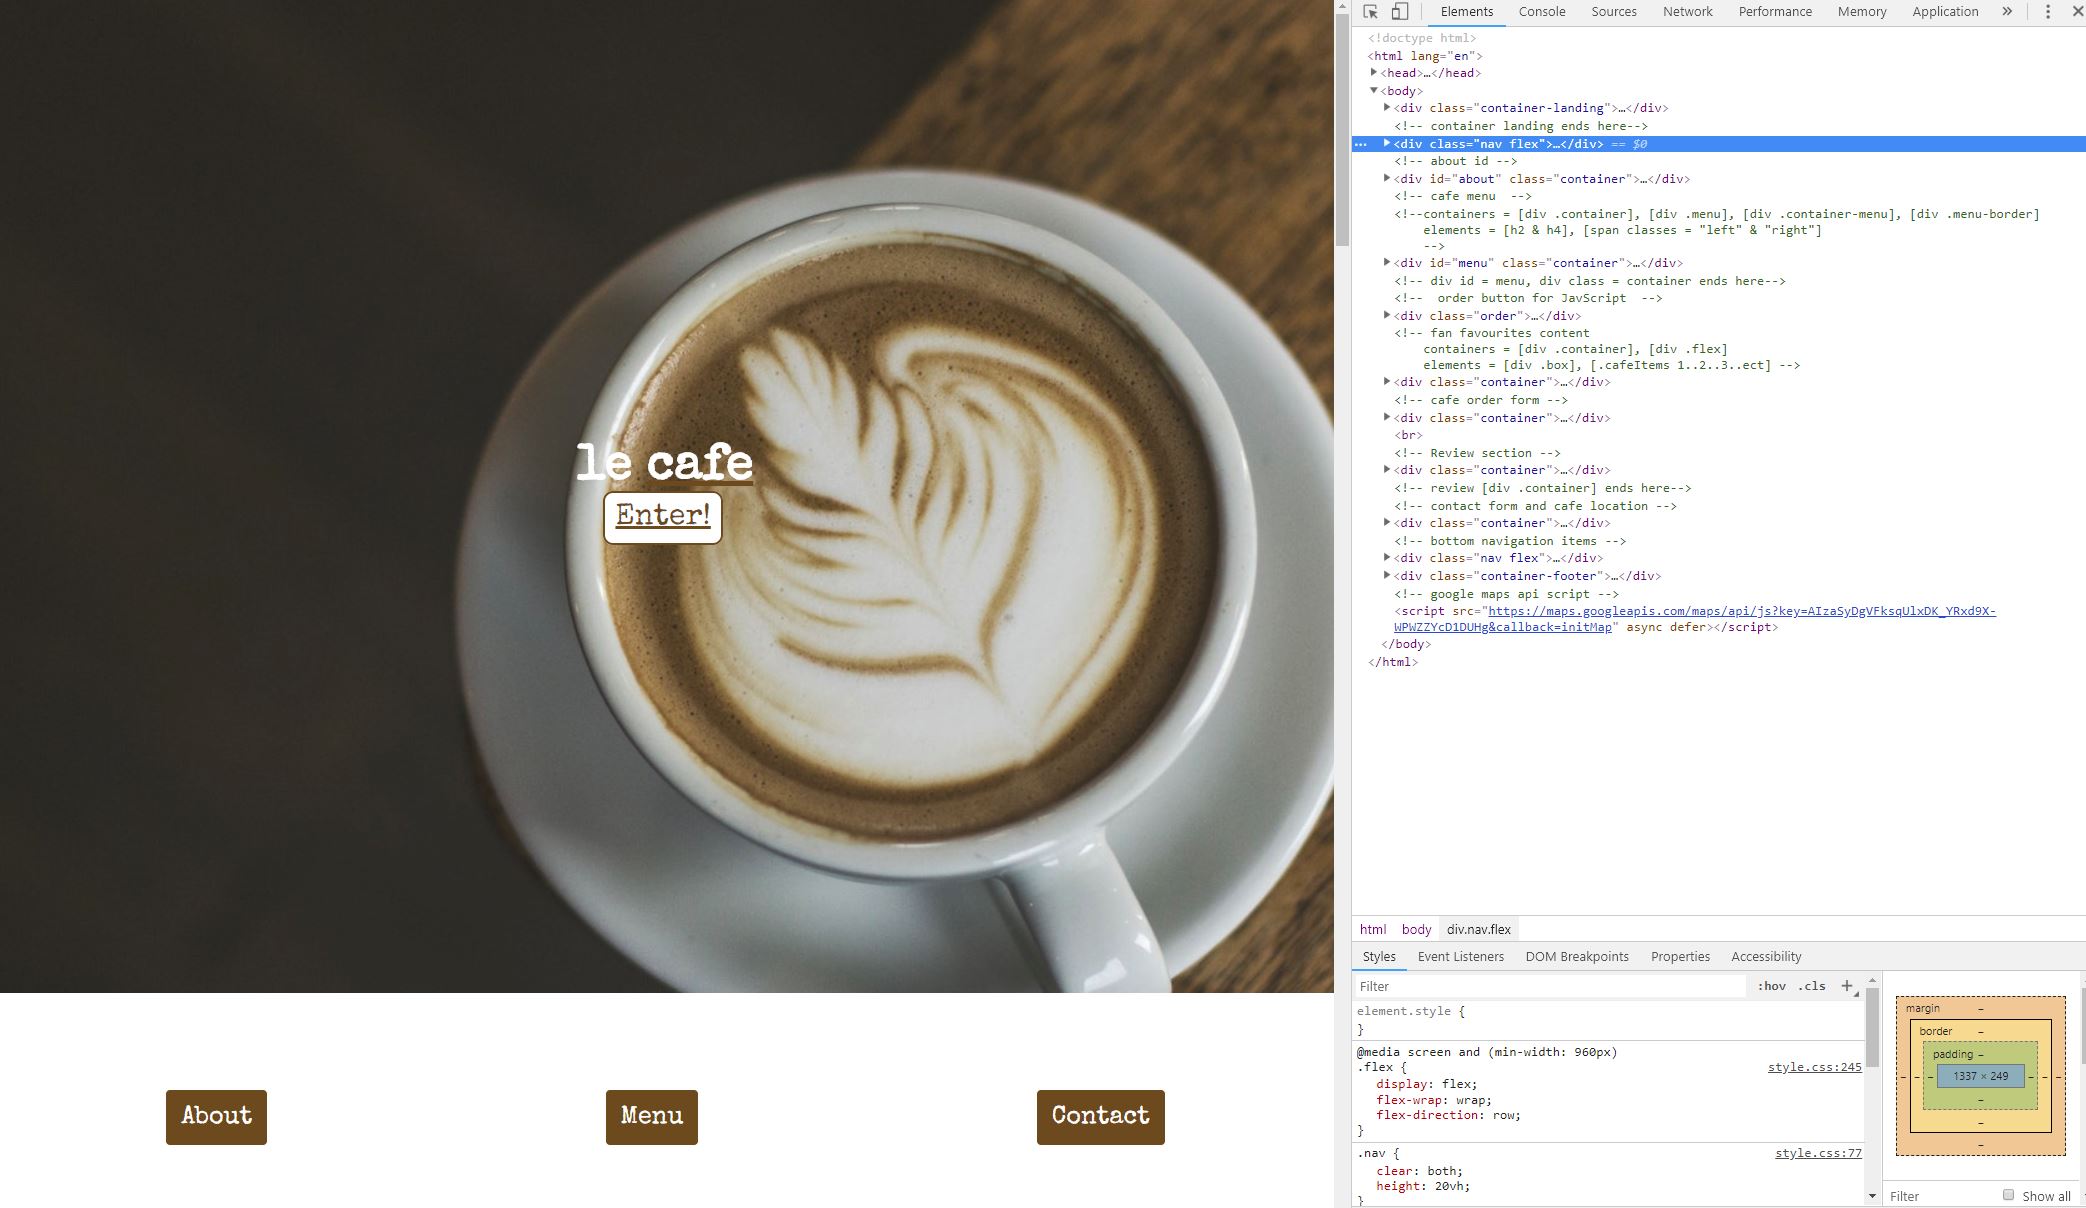 le cafe
Enter!
About
Menu
Contact
Elements Console Sources Network Performance Memory Application »
<!doctype html>
<html lang="en">
<head>…</head>
<body>
<div class="container-landing">…</div>
<!-- container landing ends here-->
<div class="nav flex">…</div> == $0
<!-- about id -->
<div id="about" class="container">…</div>
<!-- cafe menu  -->
<!--containers = [div .container], [div .menu], [div .container-menu], [div .menu-border]
elements = [h2 & h4], [span classes = "left" & "right"]
-->
<div id="menu" class="container">…</div>
<!-- div id = menu, div class = container ends here-->
<!--  order button for JavScript  -->
<div class="order">…</div>
<!-- fan favourites content
containers = [div .container], [div .flex]
elements = [div .box], [.cafeItems 1..2..3..ect] -->
<div class="container">…</div>
<!-- cafe order form -->
<div class="container">…</div>
<br>
<!-- Review section -->
<div class="container">…</div>
<!-- review [div .container] ends here-->
<!-- contact form and cafe location -->
<div class="container">…</div>
<!-- bottom navigation items -->
<div class="nav flex">…</div>
<div class="container-footer">…</div>
<!-- google maps api script -->
<script src="https://maps.googleapis.com/maps/api/js?key=AIzaSyDgVFksqUlxDK_YRxd9X-
WPWZZYcD1DUHg&callback=initMap" async defer></script>
</body>
</html>
html body div.nav.flex
Styles Event Listeners DOM Breakpoints Properties Accessibility
Filter :hov .cls +
element.style {
}
@media screen and (min-width: 960px)
.flex { style.css:245
display: flex;
flex-wrap: wrap;
flex-direction: row;
}
.nav { style.css:77
clear: both;
height: 20vh;
}
margin –
border –
padding –
– – – 1337 × 249 – – –
–
–
–
Filter Show all